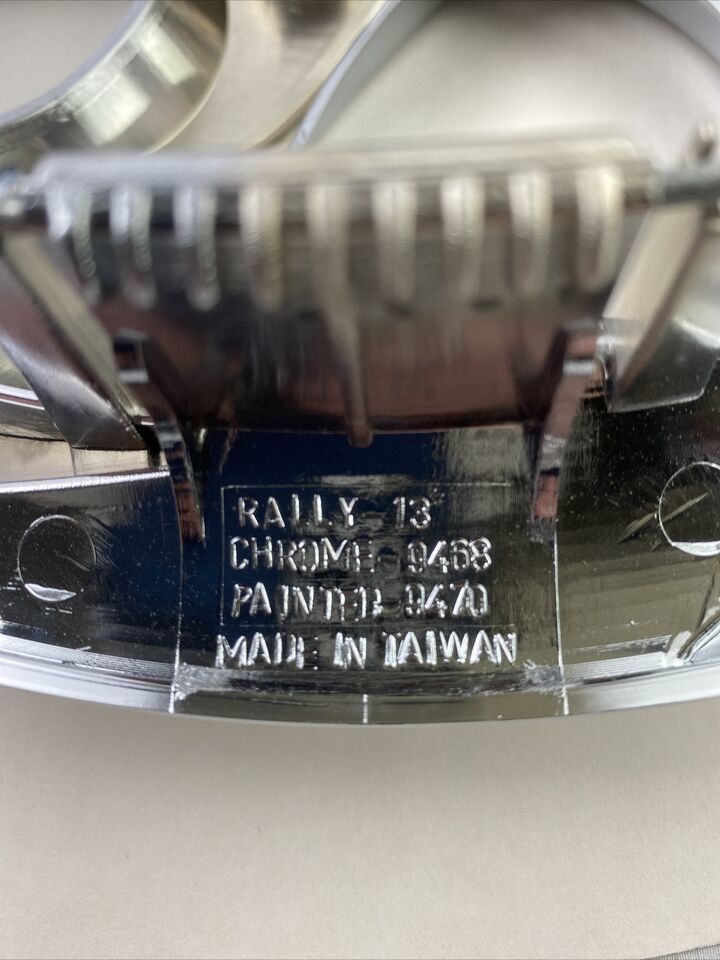 RALLY 13"
CHROME 9468
PAINTED 9470
MADE IN TAIWAN